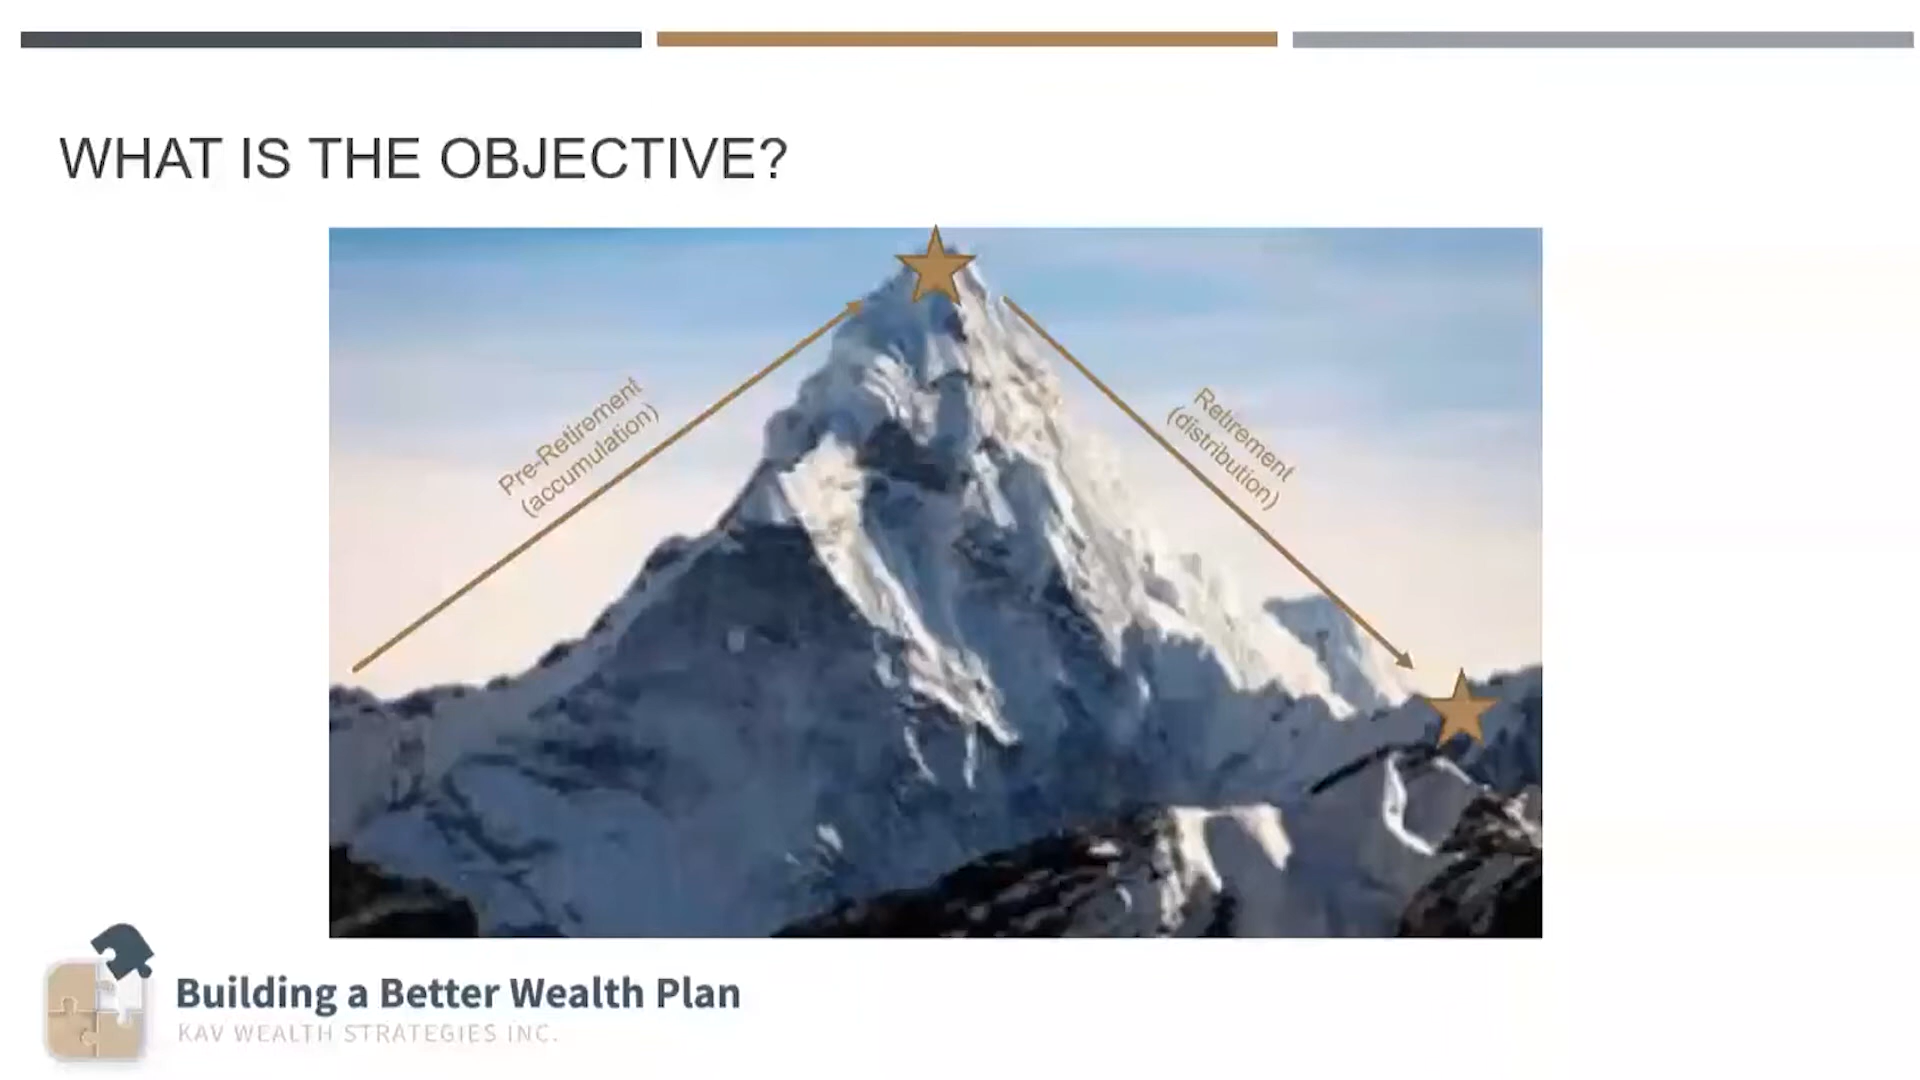 WHAT IS THE OBJECTIVE?
Pre-Retirement
(accumulation)
Retirement
(distribution)
Building a Better Wealth Plan
KAV WEALTH STRATEGIES INC.